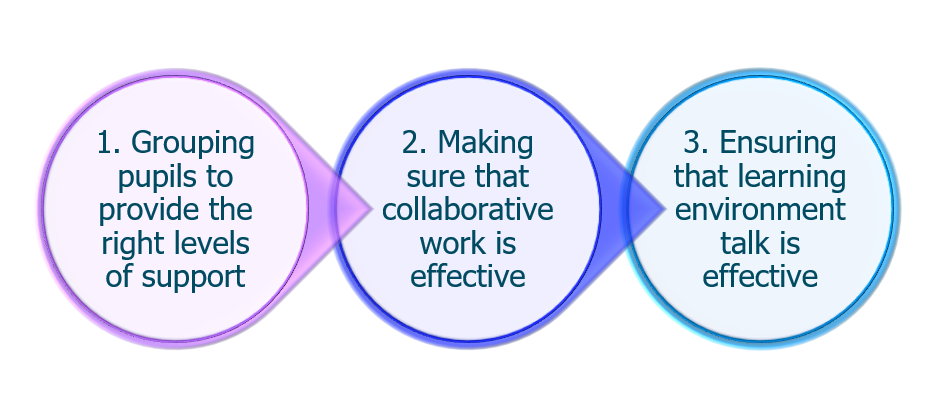 1. Grouping
pupils to
provide the
right levels
of support
2. Making
sure that
collaborative
work is
effective
3. Ensuring
that learning
environment
talk is
effective